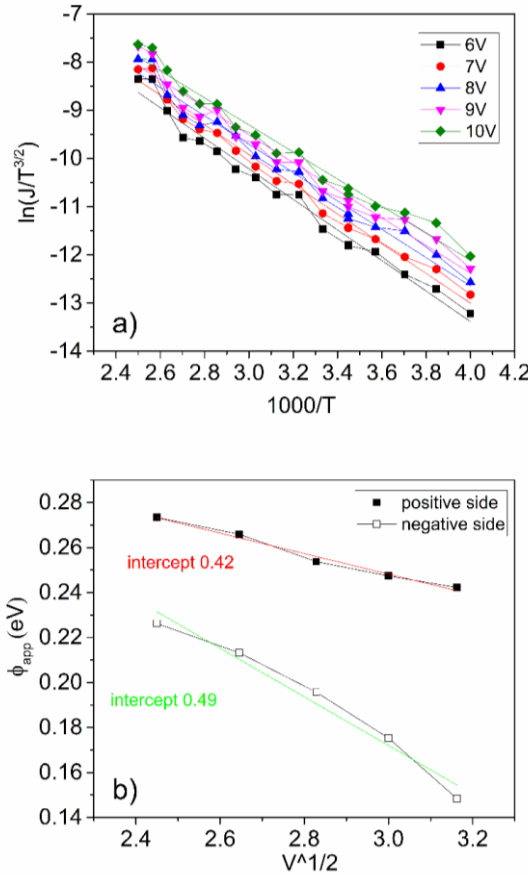 -7
-8
-9
-10
-11
-12
-13
-14
ln(J/T^3/2)
6V
7V
8V
9V
10V
a)
2.4 2.6 2.8 3.0 3.2 3.4 3.6 3.8 4.0 4.2
1000/T
0.28
0.26
0.24
0.22
0.20
0.18
0.16
0.14
ϕapp (eV)
positive side
negative side
intercept 0.42
intercept 0.49
b)
2.4 2.6 2.8 3.0 3.2
V^1/2